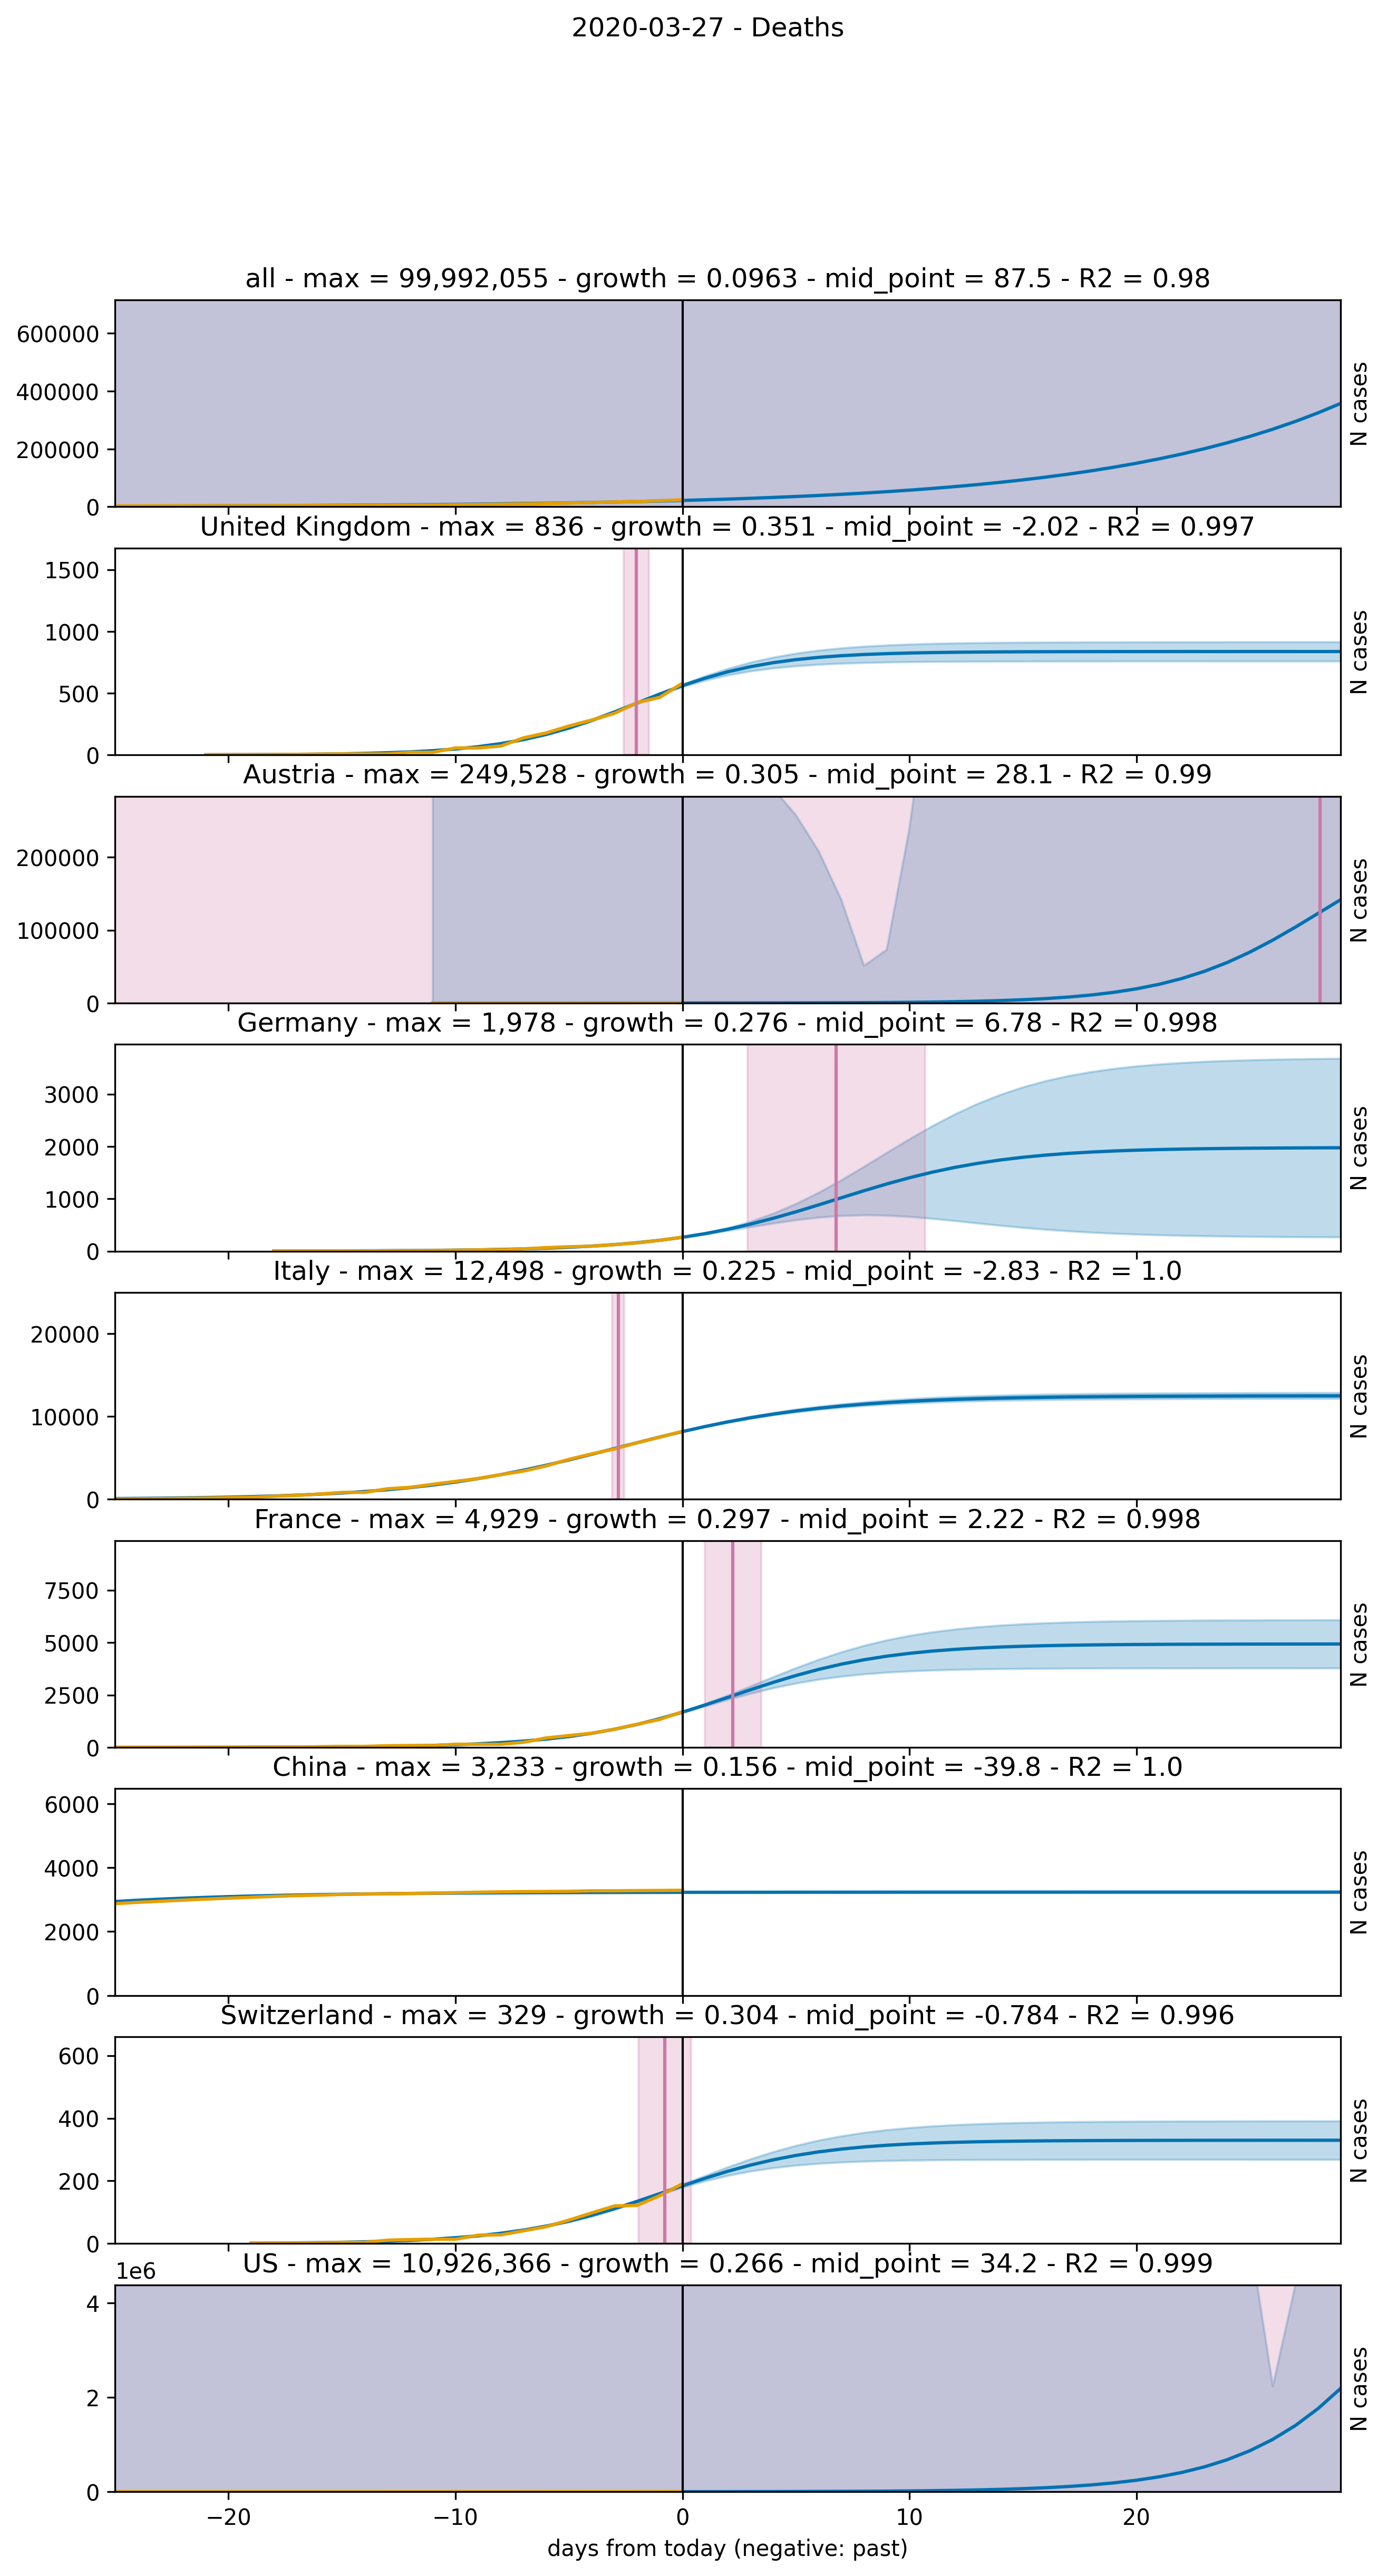 2020-03-27 - Deaths
all - max = 99,992,055 - growth = 0.0963 - mid_point = 87.5 - R2 = 0.98
600000
400000
200000
0
N cases
United Kingdom - max = 836 - growth = 0.351 - mid_point = -2.02 - R2 = 0.997
1500
1000
500
0
N cases
Austria - max = 249,528 - growth = 0.305 - mid_point = 28.1 - R2 = 0.99
200000
100000
0
N cases
Germany - max = 1,978 - growth = 0.276 - mid_point = 6.78 - R2 = 0.998
3000
2000
1000
0
N cases
Italy - max = 12,498 - growth = 0.225 - mid_point = -2.83 - R2 = 1.0
20000
10000
0
N cases
France - max = 4,929 - growth = 0.297 - mid_point = 2.22 - R2 = 0.998
7500
5000
2500
0
N cases
China - max = 3,233 - growth = 0.156 - mid_point = -39.8 - R2 = 1.0
6000
4000
2000
0
N cases
Switzerland - max = 329 - growth = 0.304 - mid_point = -0.784 - R2 = 0.996
600
400
200
0
N cases
US - max = 10,926,366 - growth = 0.266 - mid_point = 34.2 - R2 = 0.999
1e6
4
2
0
N cases
−20 −10 0 10 20
days from today (negative: past)